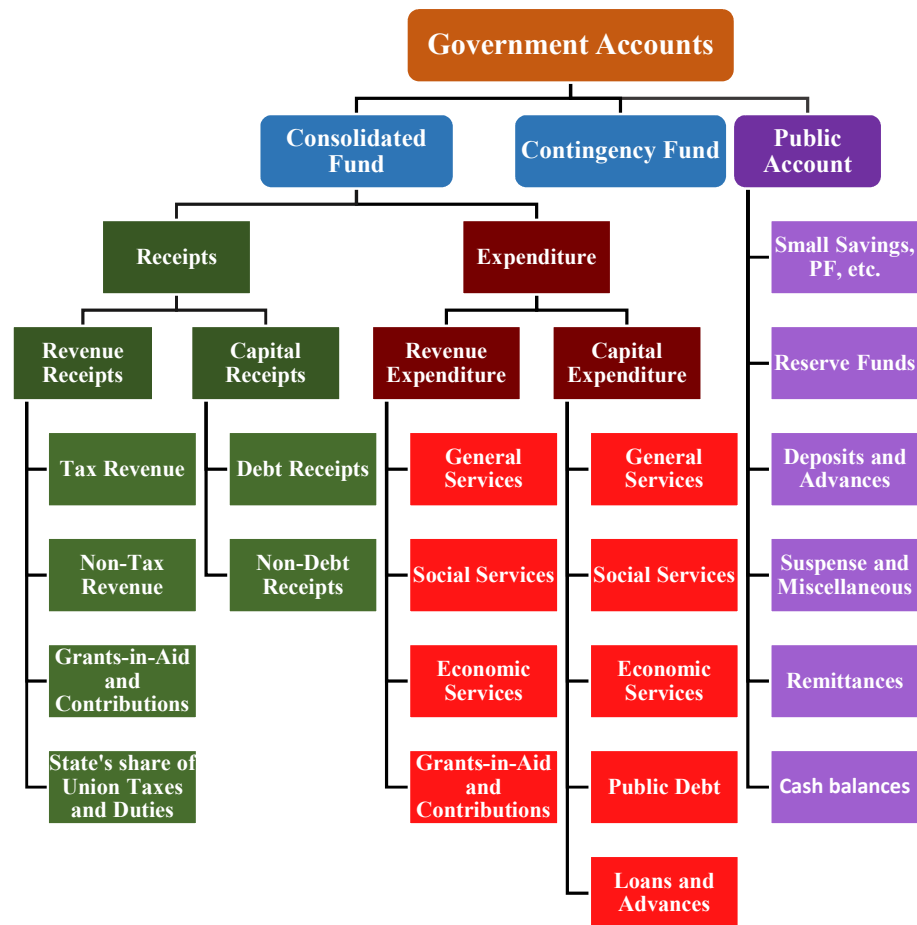 Government Accounts
Consolidated
Fund
Contingency Fund
Public
Account
Receipts
Expenditure
Small Savings,
PF, etc.
Revenue
Receipts
Capital
Receipts
Revenue
Expenditure
Capital
Expenditure
Reserve Funds
Tax Revenue
Debt Receipts
General
Services
General
Services
Deposits and
Advances
Non-Tax
Revenue
Non-Debt
Receipts
Social Services
Social Services
Suspense and
Miscellaneous
Grants-in-Aid
and
Contributions
Economic
Services
Economic
Services
Remittances
State's share of
Union Taxes
and Duties
Grants-in-Aid
and
Contributions
Public Debt
Cash balances
Loans and
Advances